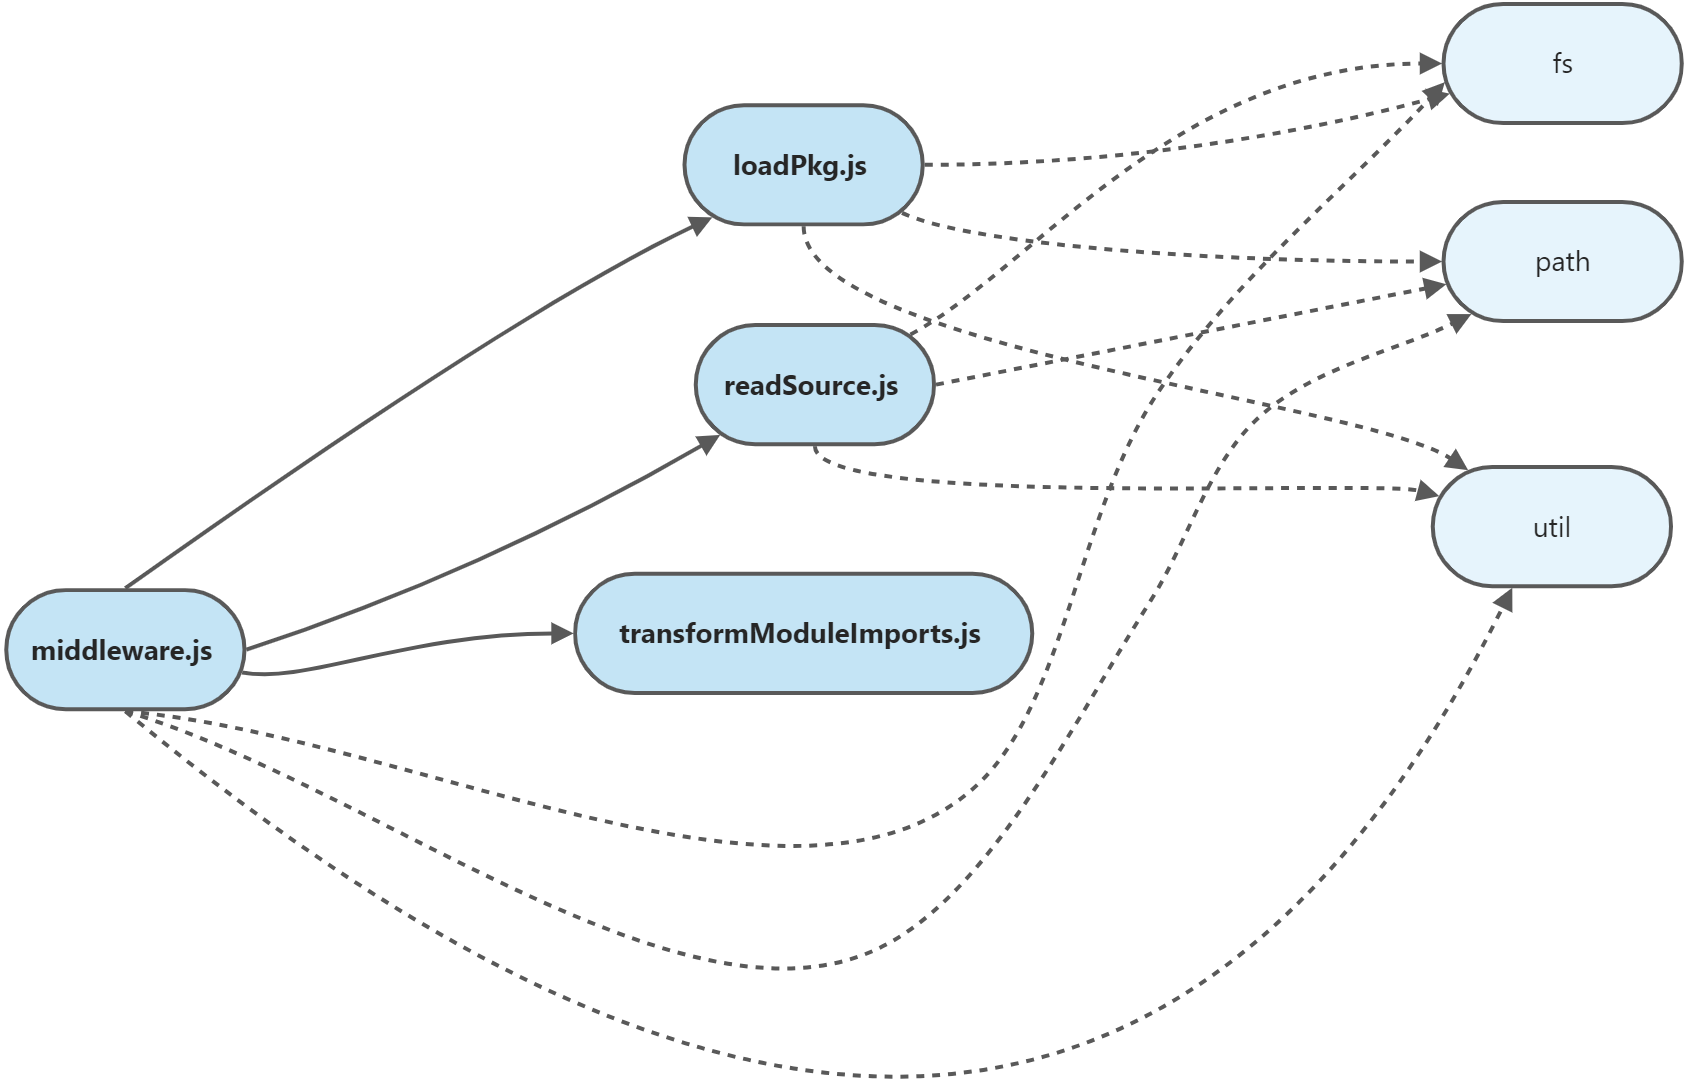 fs
loadPkg.js
path
readSource.js
util
transformModuleImports.js
middleware.js